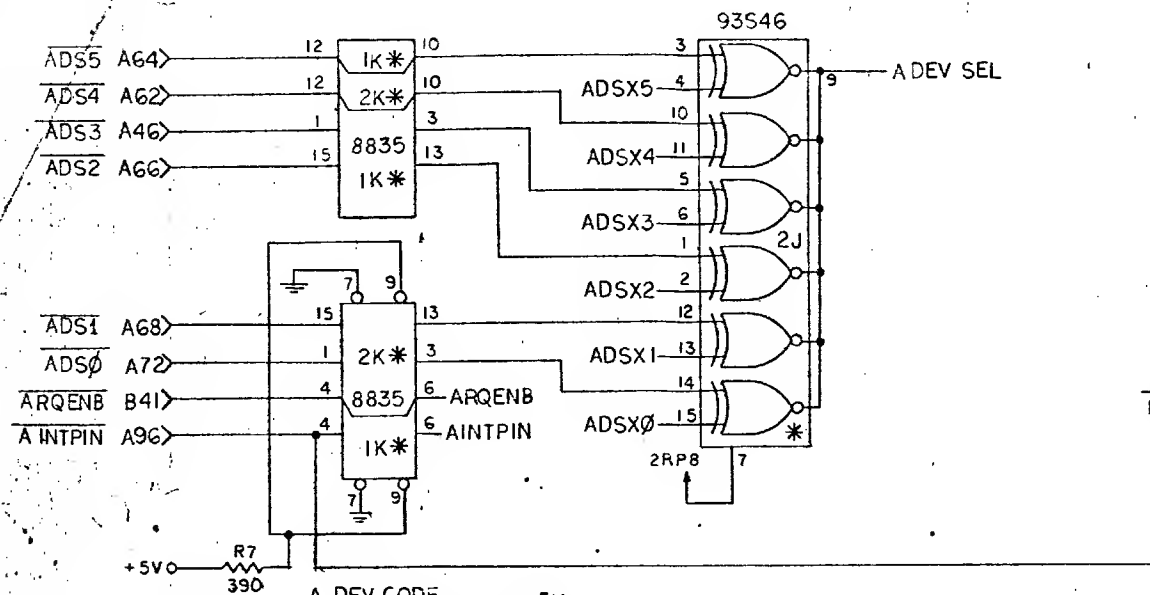 93S46
ADS5 A64 12 1K* 10 3 A DEV SEL
4 9
ADSX5
ADS4 A62 12 2K* 10 10
ADSX4 11
ADS3 A46 1 3 5
8835
ADSX3 6
ADS2 A66 15 1K* 13 1
2J
ADSX2 2
7 9
ADS1 A68 15 13 12
2K*
ADSX1 13
ADSØ A72 1 3 14
ADSXØ 15
*
ARQENB B41 4 8835 6 ARQENB
A INTPIN A96 4 6 AINTPIN
1K*
2RP8 7
7 9
+5V R7
390
A DEV CODE